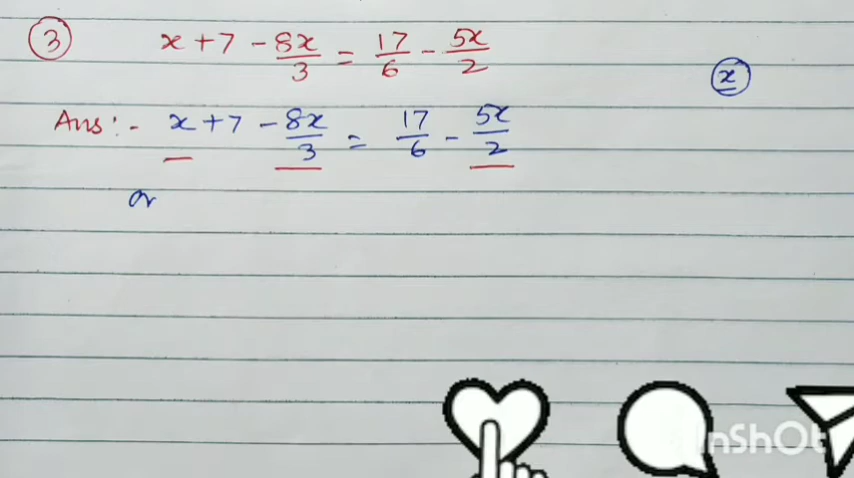 3 x + 7 - 8x/3 = 17/6 - 5x/2
x
Ans :- x + 7 - 8x/3 = 17/6 - 5x/2
or
InShOt